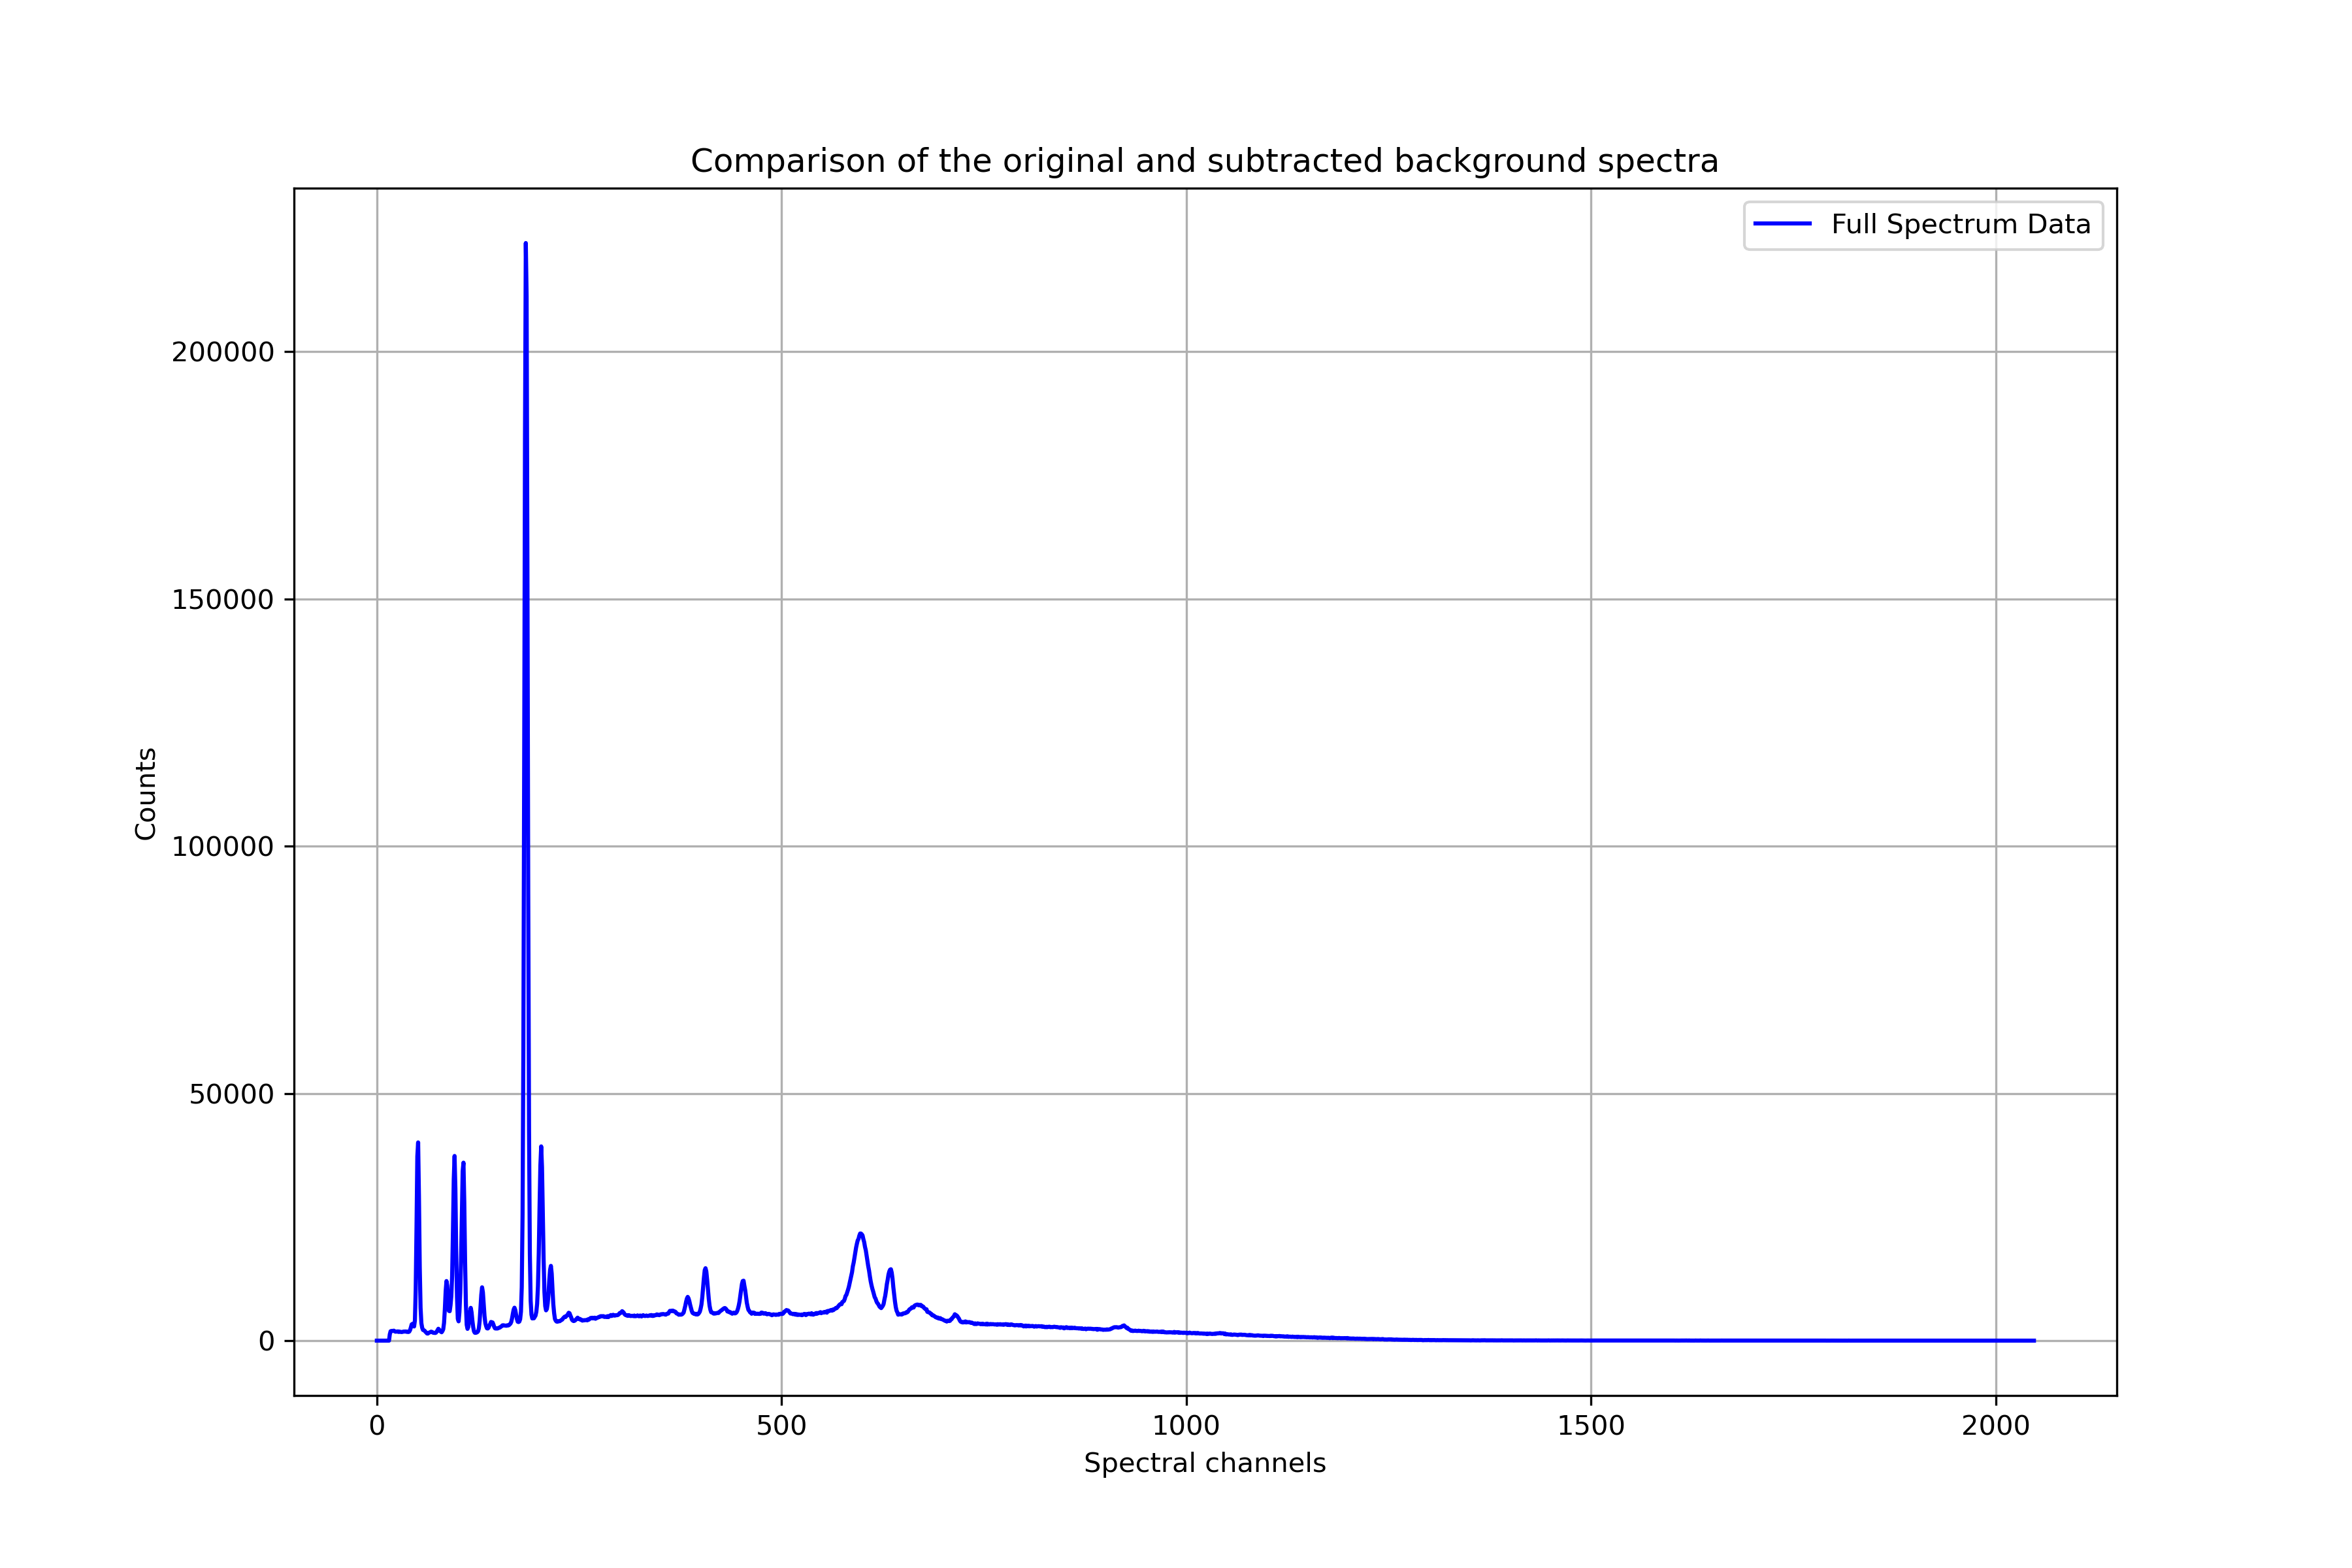 Comparison of the original and subtracted background spectra
Full Spectrum Data
200000
150000
100000
50000
0
Counts
0 500 1000 1500 2000
Spectral channels